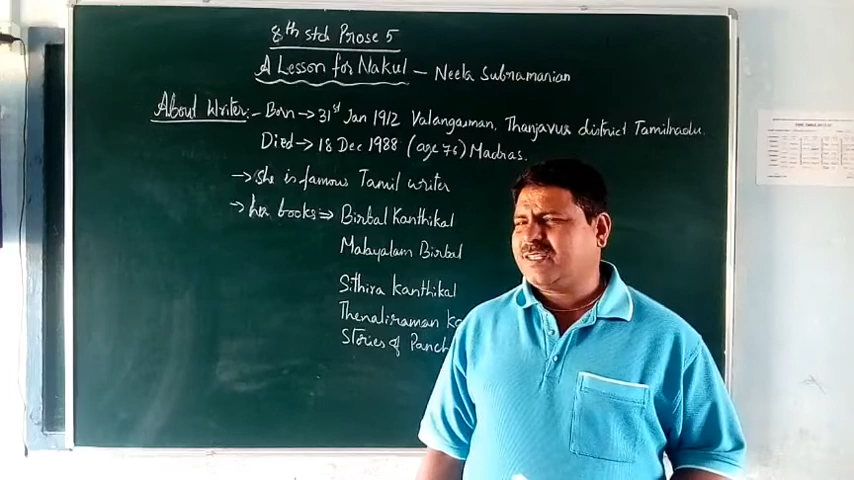 8th std Prose 5
A Lesson for Nakul - Neela Subramanian
About Writer:- Born → 31st Jan 1912 Valangaiman, Thanjavur district Tamilnadu.
Died → 18 Dec 1988 (age 76) Madras.
→ She is famous Tamil writer
→ her books ⇒ Birbal Kanthikal
Malayalam Birbal
Sithira Kanthikal
Thenaliraman
Stories of